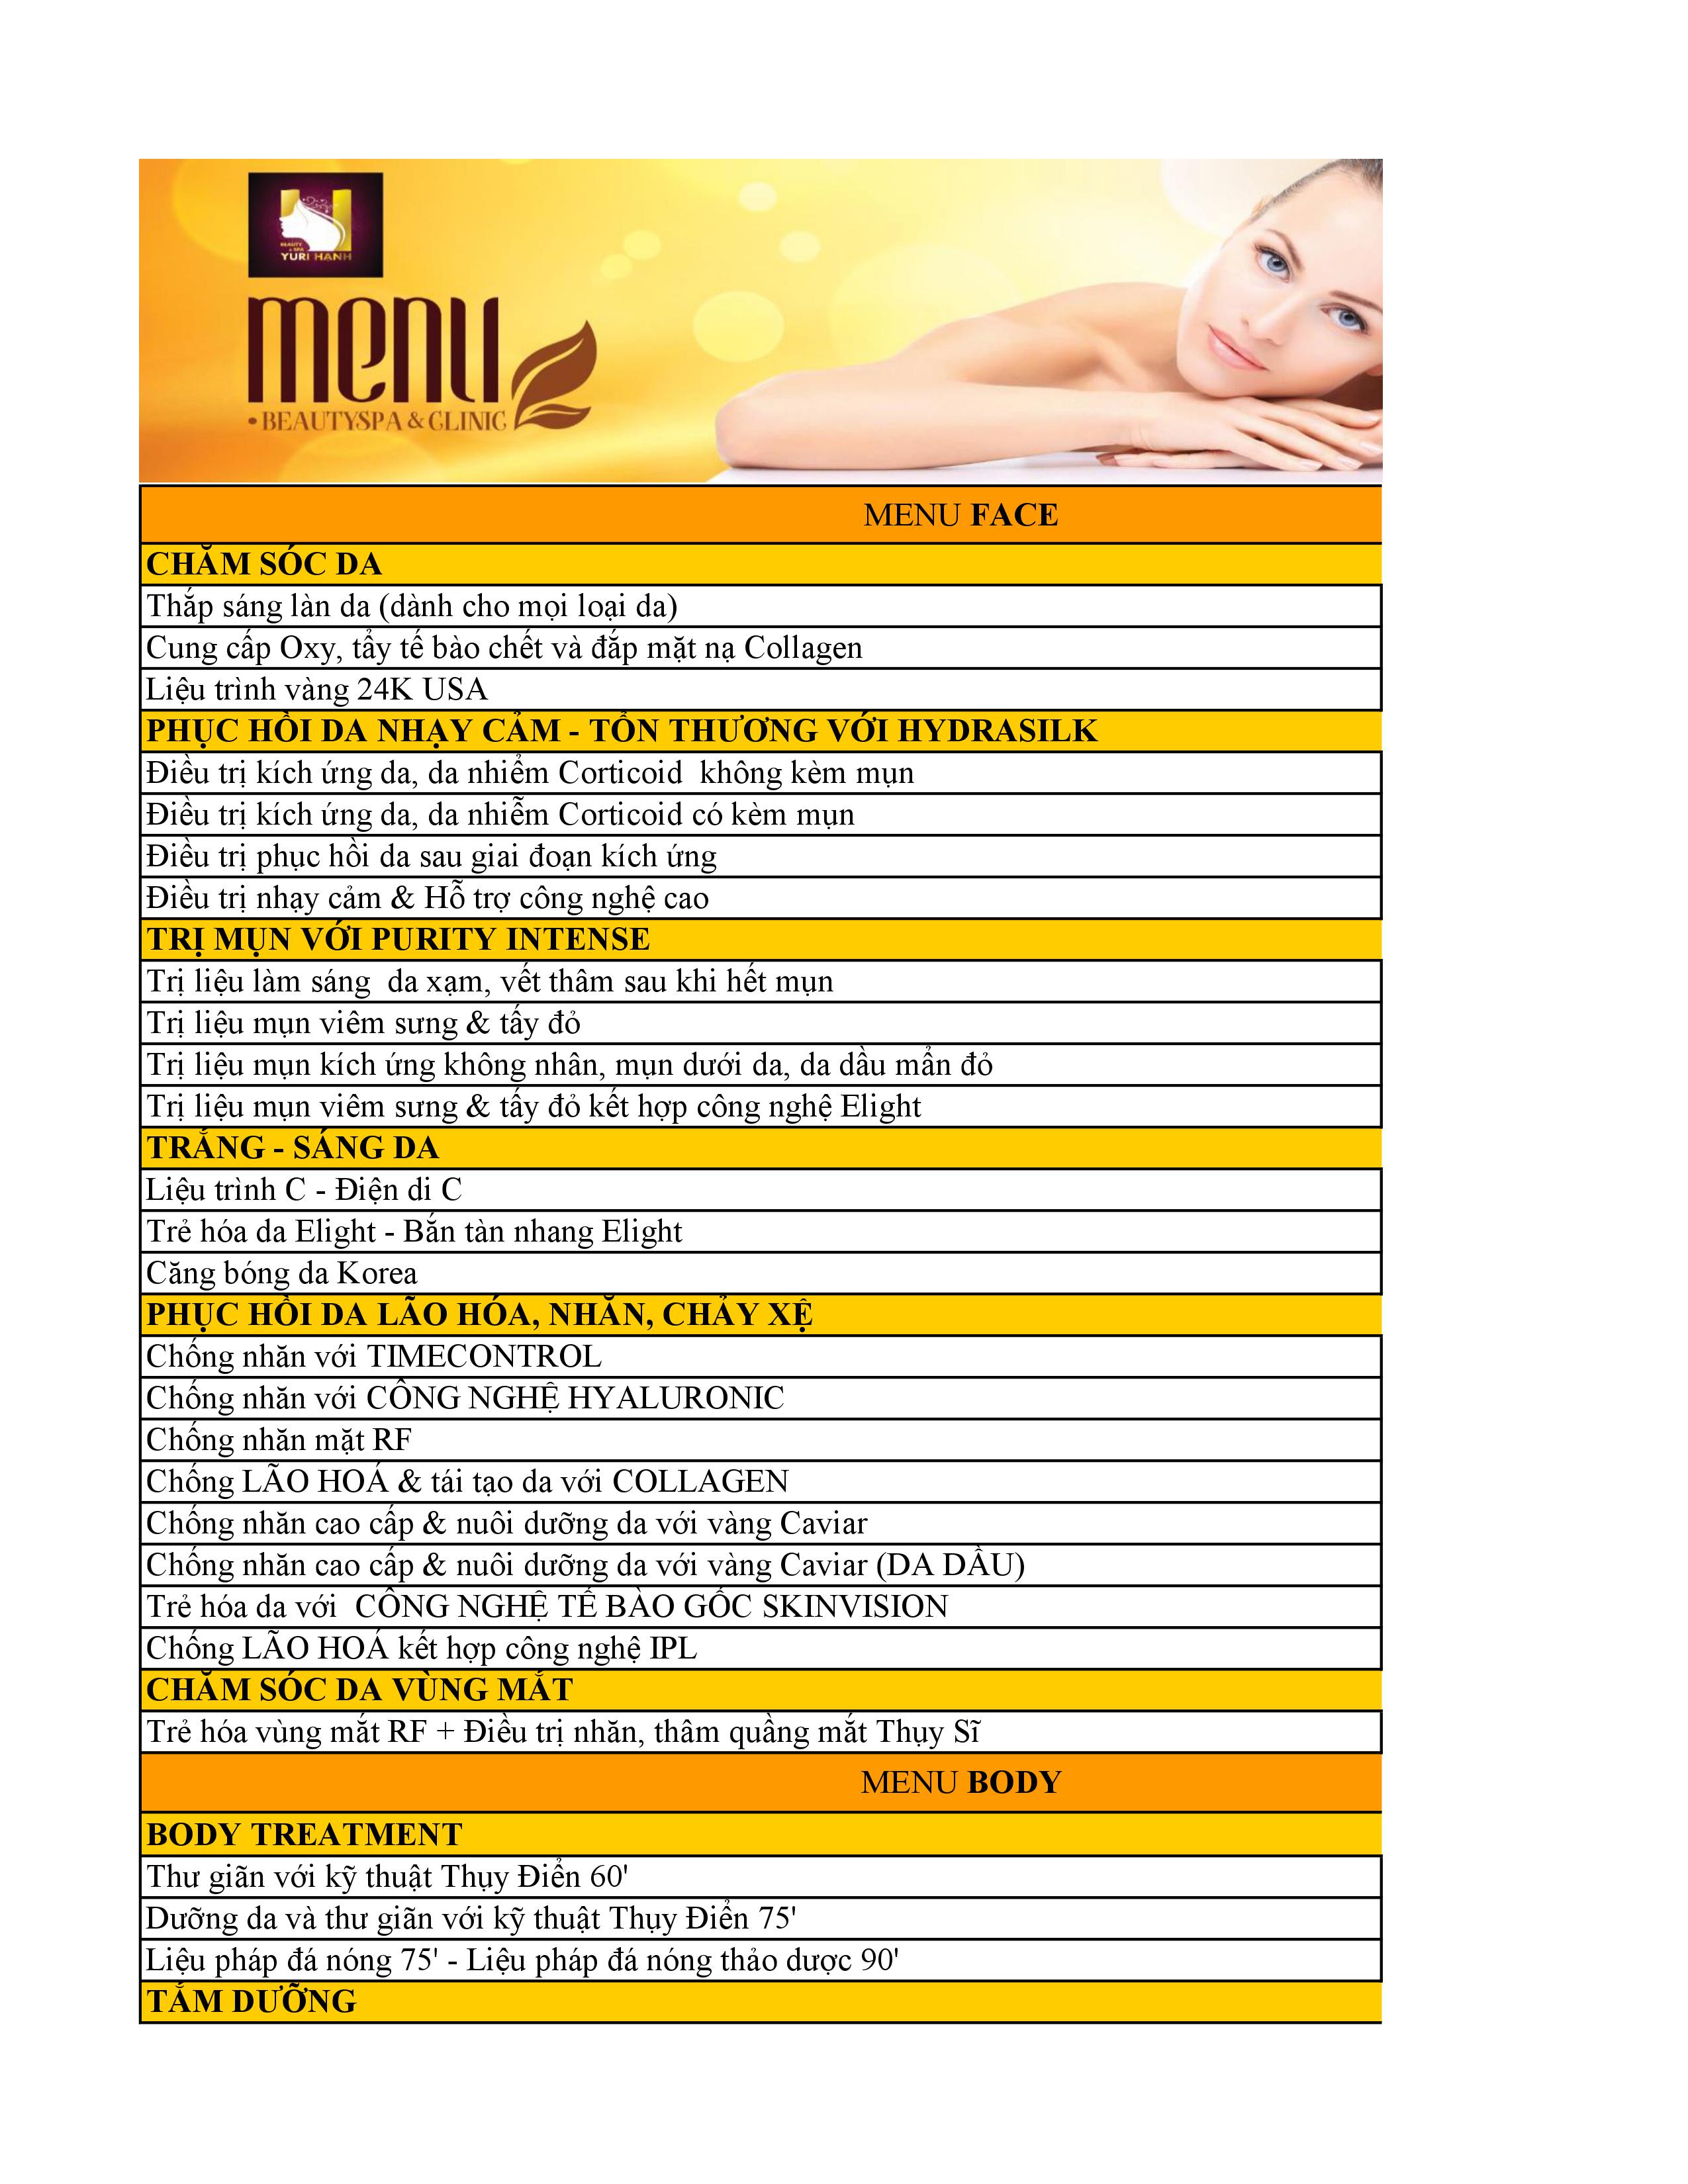 BEAUTY
& SPA
YURI HANH
menu
• BEAUTYSPA & CLINIC
MENU FACE
CHĂM SÓC DA
Thắp sáng làn da (dành cho mọi loại da)
Cung cấp Oxy, tẩy tế bào chết và đắp mặt nạ Collagen
Liệu trình vàng 24K USA
PHỤC HỒI DA NHẠY CẢM - TỔN THƯƠNG VỚI HYDRASILK
Điều trị kích ứng da, da nhiểm Corticoid  không kèm mụn
Điều trị kích ứng da, da nhiễm Corticoid có kèm mụn
Điều trị phục hồi da sau giai đoạn kích ứng
Điều trị nhạy cảm & Hỗ trợ công nghệ cao
TRỊ MỤN VỚI PURITY INTENSE
Trị liệu làm sáng  da xạm, vết thâm sau khi hết mụn
Trị liệu mụn viêm sưng & tấy đỏ
Trị liệu mụn kích ứng không nhân, mụn dưới da, da dầu mẩn đỏ
Trị liệu mụn viêm sưng & tấy đỏ kết hợp công nghệ Elight
TRẮNG - SÁNG DA
Liệu trình C - Điện di C
Trẻ hóa da Elight - Bắn tàn nhang Elight
Căng bóng da Korea
PHỤC HỒI DA LÃO HÓA, NHĂN, CHẢY XỆ
Chống nhăn với TIMECONTROL
Chống nhăn với CÔNG NGHỆ HYALURONIC
Chống nhăn mặt RF
Chống LÃO HOÁ & tái tạo da với COLLAGEN
Chống nhăn cao cấp & nuôi dưỡng da với vàng Caviar
Chống nhăn cao cấp & nuôi dưỡng da với vàng Caviar (DA DẦU)
Trẻ hóa da với  CÔNG NGHỆ TẾ BÀO GỐC SKINVISION
Chống LÃO HOÁ kết hợp công nghệ IPL
CHĂM SÓC DA VÙNG MẮT
Trẻ hóa vùng mắt RF + Điều trị nhăn, thâm quầng mắt Thụy Sĩ
MENU BODY
BODY TREATMENT
Thư giãn với kỹ thuật Thụy Điển 60'
Dưỡng da và thư giãn với kỹ thuật Thụy Điển 75'
Liệu pháp đá nóng 75' - Liệu pháp đá nóng thảo dược 90'
TẮM DƯỠNG